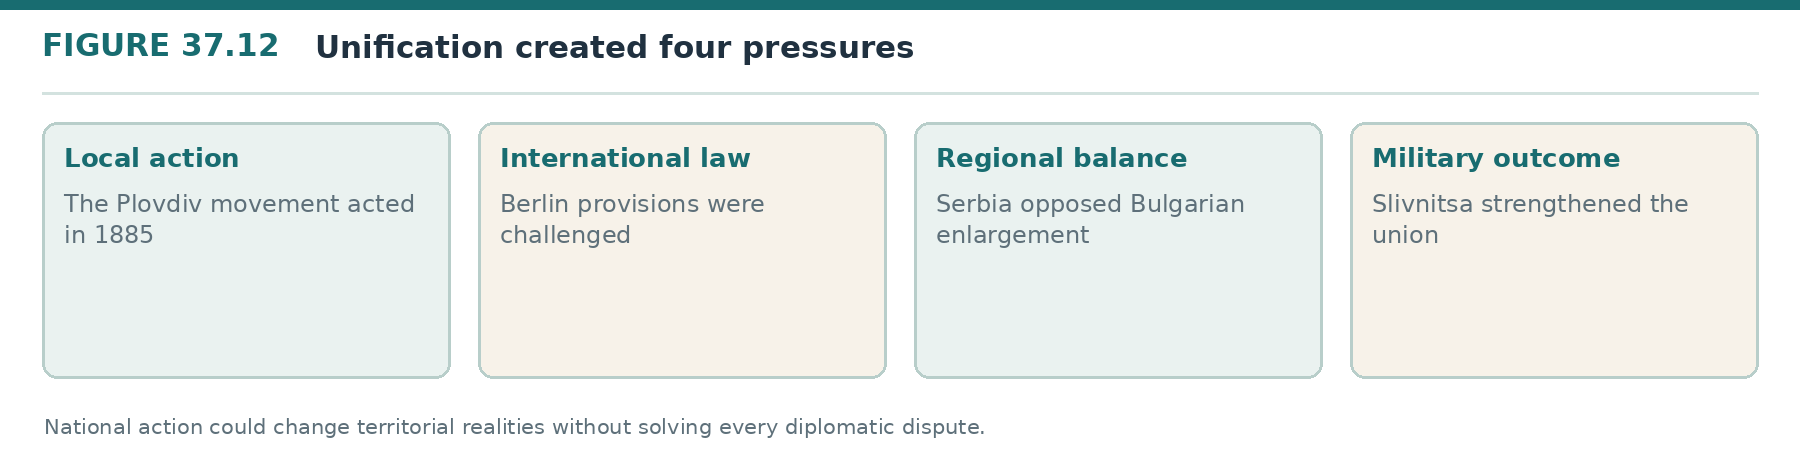 FIGURE 37.12 Unification created four pressures
Local action
The Plovdiv movement acted
in 1885
International law
Berlin provisions were
challenged
Regional balance
Serbia opposed Bulgarian
enlargement
Military outcome
Slivnitsa strengthened the
union
National action could change territorial realities without solving every diplomatic dispute.